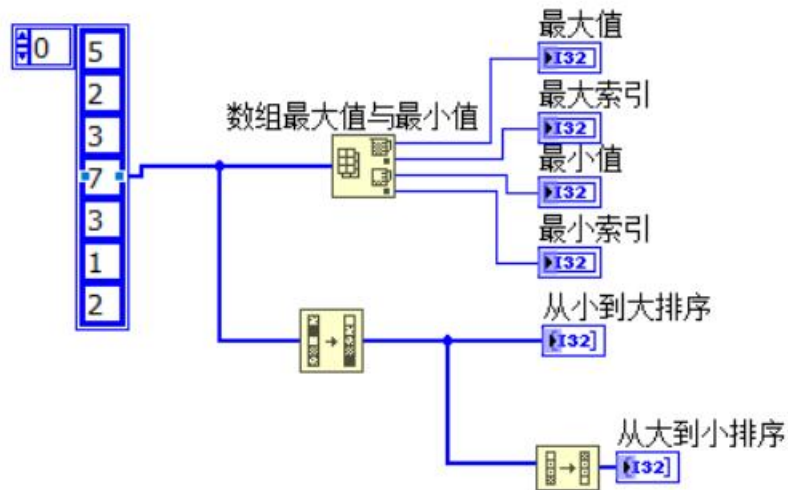 0
5
2
3
7
3
1
2
数组最大值与最小值
最大值
I32
最大索引
I32
最小值
I32
最小索引
I32
从小到大排序
I32]
从大到小排序
I32]